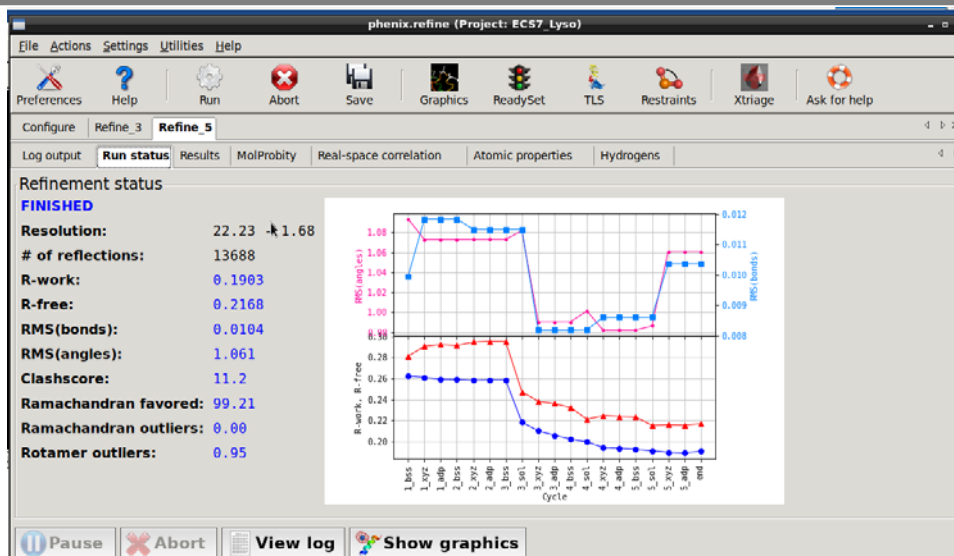 phenix.refine (Project: ECS7_Lyso)
File Actions Settings Utilities Help
Preferences Help Run Abort Save Graphics ReadySet TLS Restraints Xtriage Ask for help
Configure Refine_3 Refine_5
Log output Run status Results MolProbity Real-space correlation Atomic properties Hydrogens
Refinement status
FINISHED
Resolution: 22.23 - 1.68
# of reflections: 13688
R-work: 0.1903
R-free: 0.2168
RMS(bonds): 0.0104
RMS(angles): 1.061
Clashscore: 11.2
Ramachandran favored: 99.21
Ramachandran outliers: 0.00
Rotamer outliers: 0.95
RMS(angles)
1.08
1.06
1.04
1.02
1.00
0.98
0.012
0.011
0.010
0.009
0.008
RMS(bonds)
R-work, R-free
0.30
0.28
0.26
0.24
0.22
0.20
1_bss 1_xyz 1_adp 2_bss 2_xyz 2_adp 3_bss 3_sol 3_xyz 3_adp 4_bss 4_sol 4_xyz 4_adp 5_bss 5_sol 5_xyz 5_adp end
Cycle
Pause Abort View log Show graphics